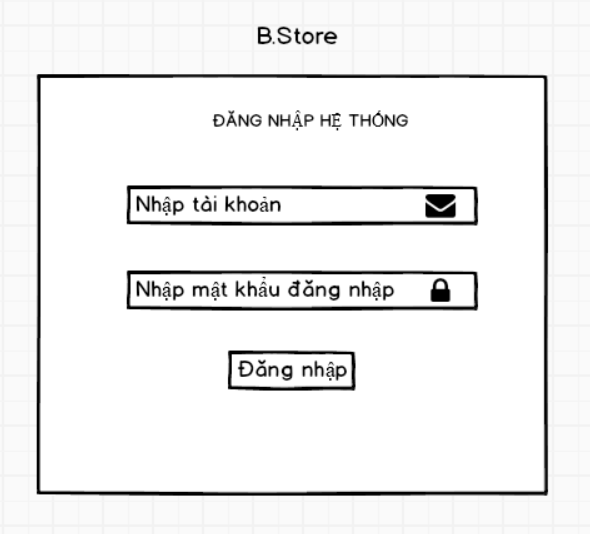 B.Store
ĐĂNG NHẬP HỆ THỐNG
Nhập tài khoản
Nhập mật khẩu đăng nhập
Đăng nhập